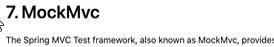 7. MockMvc
The Spring MVC Test framework, also known as MockMvc, provides